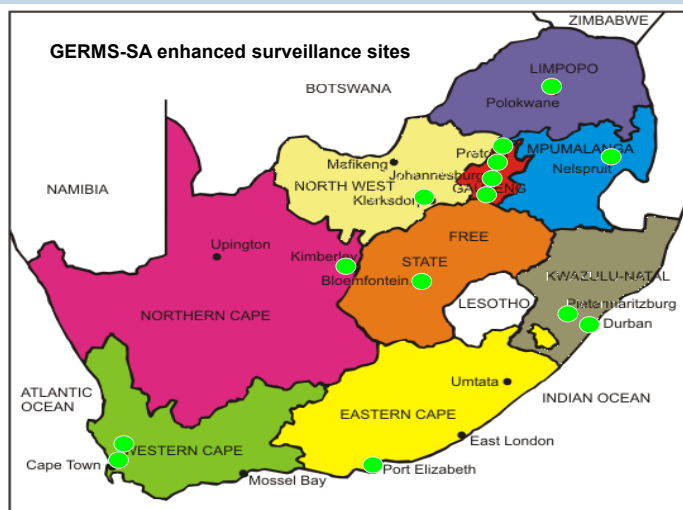 ZIMBABWE
GERMS-SA enhanced surveillance sites
LIMPOPO
BOTSWANA
Polokwane
MPUMALANGA
Mafikeng
Nelspruit
Johannesburg
NAMIBIA
NORTH WEST
Klerksdorp
FREE
Upington
Kimberley
STATE
KWAZULU-NATAL
Bloemfontein
LESOTHO
Pietermaritzburg
NORTHERN CAPE
Durban
Umtata
ATLANTIC
OCEAN
INDIAN OCEAN
EASTERN CAPE
East London
WESTERN CAPE
Cape Town
Port Elizabeth
Mossel Bay